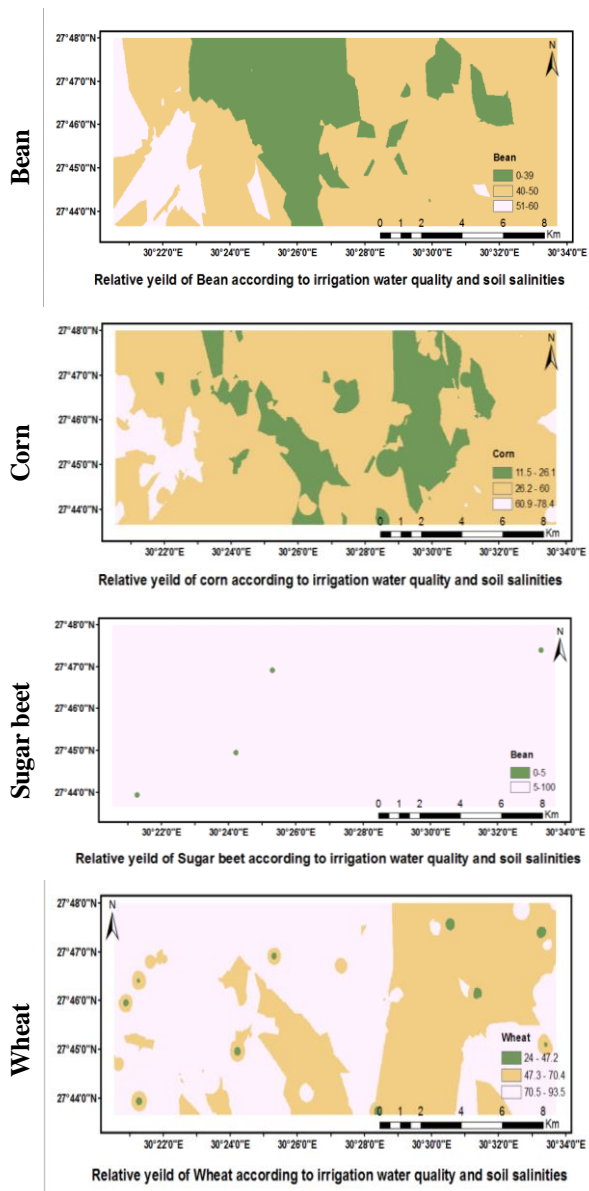 Bean
27°48'0"N
27°47'0"N
27°46'0"N
27°45'0"N
27°44'0"N
N
Bean
0-39
40-50
51-60
0 1 2 4 6 8
Km
30°22'0"E 30°24'0"E 30°26'0"E 30°28'0"E 30°30'0"E 30°32'0"E 30°34'0"E
Relative yeild of Bean according to irrigation water quality and soil salinities
Corn
27°48'0"N
27°47'0"N
27°46'0"N
27°45'0"N
27°44'0"N
N
Corn
11.5 - 26.1
26.2 - 60
60.9 -78.4
0 1 2 4 6 8
Km
30°22'0"E 30°24'0"E 30°26'0"E 30°28'0"E 30°30'0"E 30°32'0"E 30°34'0"E
Relative yeild of corn according to irrigation water quality and soil salinities
Sugar beet
27°48'0"N
27°47'0"N
27°46'0"N
27°45'0"N
27°44'0"N
N
Bean
0-5
5-100
0 1 2 4 6 8
Km
30°22'0"E 30°24'0"E 30°26'0"E 30°28'0"E 30°30'0"E 30°32'0"E 30°34'0"E
Relative yeild of Sugar beet according to irrigation water quality and soil salinities
Wheat
27°48'0"N
27°47'0"N
27°46'0"N
27°45'0"N
27°44'0"N
N
Wheat
24 - 47.2
47.3 - 70.4
70.5 - 93.5
0 1 2 4 6 8
Km
30°22'0"E 30°24'0"E 30°26'0"E 30°28'0"E 30°30'0"E 30°32'0"E 30°34'0"E
Relative yeild of Wheat according to irrigation water quality and soil salinities